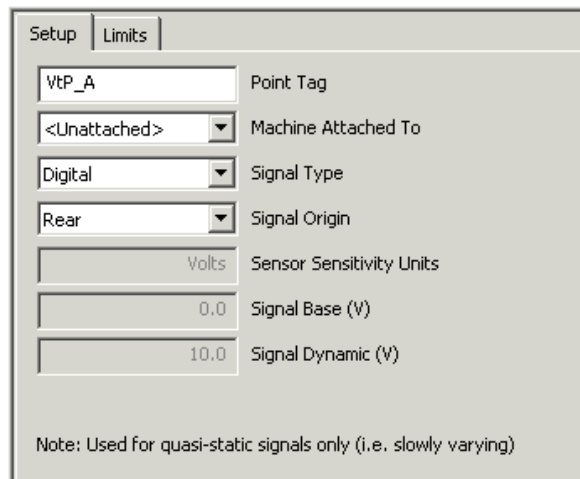 Setup Limits
VtP_A Point Tag
<Unattached> Machine Attached To
Digital Signal Type
Rear Signal Origin
Volts Sensor Sensitivity Units
0.0 Signal Base (V)
10.0 Signal Dynamic (V)
Note: Used for quasi-static signals only (i.e. slowly varying)